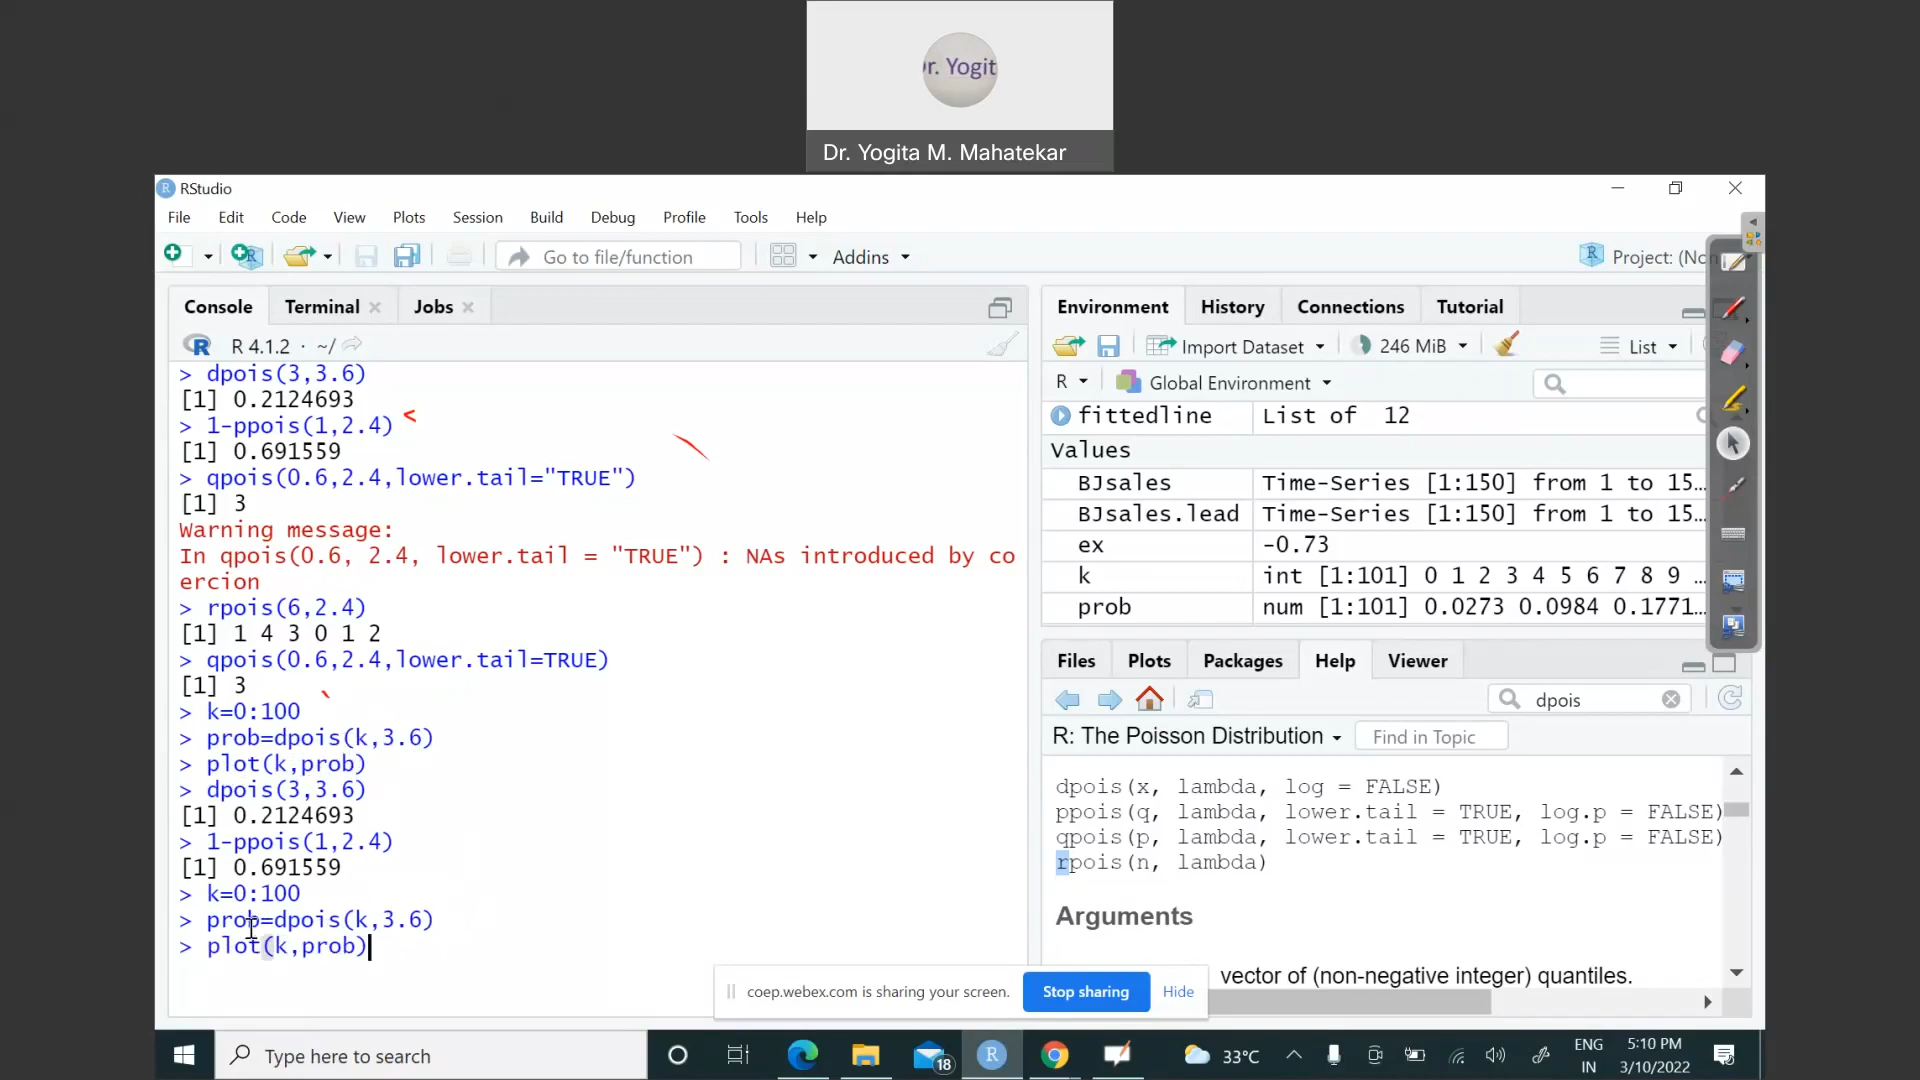 r. Yogit
Dr. Yogita M. Mahatekar
RStudio
File Edit Code View Plots Session Build Debug Profile Tools Help
Go to file/function Addins Project: (Non
Console Terminal Jobs
R 4.1.2 · ~/
> dpois(3,3.6)
[1] 0.2124693
> 1-ppois(1,2.4)
[1] 0.691559
> qpois(0.6,2.4,lower.tail="TRUE")
[1] 3
Warning message:
In qpois(0.6, 2.4, lower.tail = "TRUE") : NAs introduced by co
ercion
> rpois(6,2.4)
[1] 1 4 3 0 1 2
> qpois(0.6,2.4,lower.tail=TRUE)
[1] 3
> k=0:100
> prob=dpois(k,3.6)
> plot(k,prob)
> dpois(3,3.6)
[1] 0.2124693
> 1-ppois(1,2.4)
[1] 0.691559
> k=0:100
> prob=dpois(k,3.6)
> plot(k,prob)
Environment History Connections Tutorial
Import Dataset 246 MiB List
R Global Environment
fittedline List of 12
Values
BJsales Time-Series [1:150] from 1 to 15…
BJsales.lead Time-Series [1:150] from 1 to 15…
ex -0.73
k int [1:101] 0 1 2 3 4 5 6 7 8 9 …
prob num [1:101] 0.0273 0.0984 0.1771…
Files Plots Packages Help Viewer
dpois
R: The Poisson Distribution Find in Topic
dpois(x, lambda, log = FALSE)
ppois(q, lambda, lower.tail = TRUE, log.p = FALSE)
qpois(p, lambda, lower.tail = TRUE, log.p = FALSE)
rpois(n, lambda)
Arguments
vector of (non-negative integer) quantiles.
coep.webex.com is sharing your screen. Stop sharing Hide
Type here to search
18
33°C
ENG
IN
5:10 PM
3/10/2022